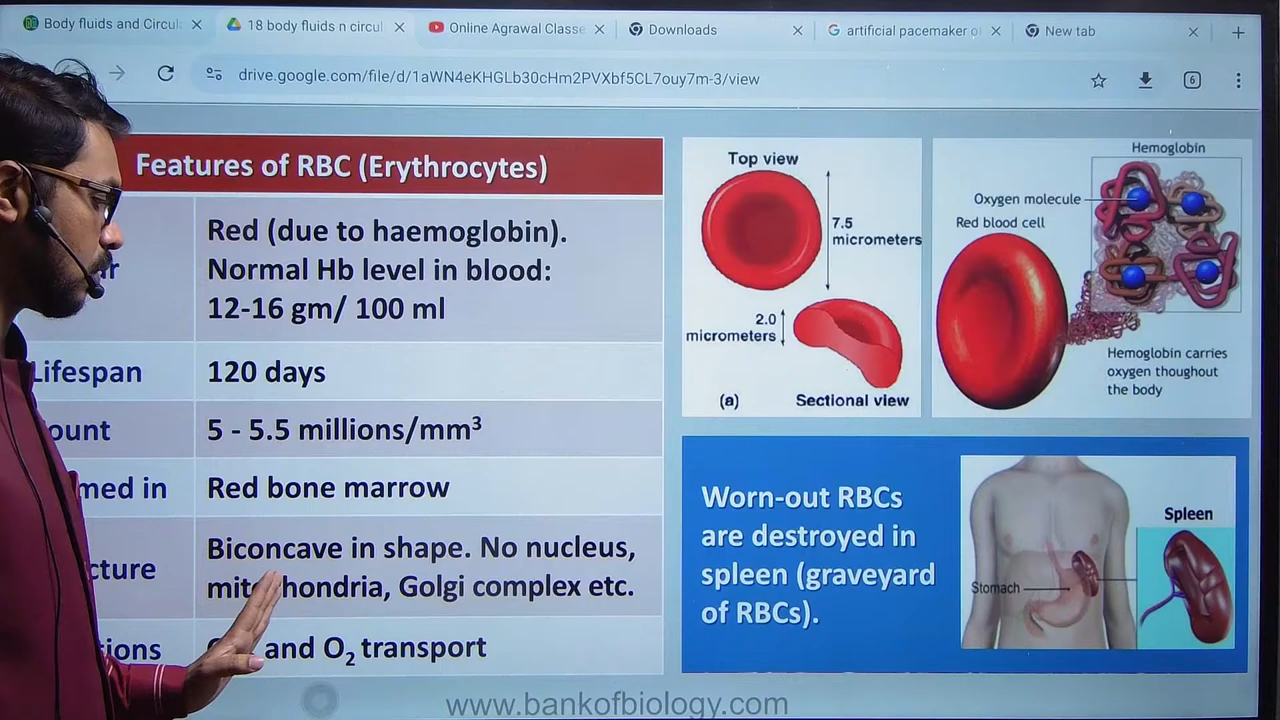 Body fluids and Circul
18 body fluids n circul
Online Agrawal Classe
Downloads
artificial pacemaker o
New tab
drive.google.com/file/d/1aWN4eKHGLb30cHm2PVXbf5CL7ouy7m-3/view
6
Features of RBC (Erythrocytes)
Red (due to haemoglobin).
Normal Hb level in blood:
12-16 gm/ 100 ml
Lifespan
120 days
ount
5 - 5.5 millions/mm³
med in
Red bone marrow
cture
Biconcave in shape. No nucleus,
mitochondria, Golgi complex etc.
tions
and O₂ transport
Top view
7.5
micrometers
2.0
micrometers
(a)
Sectional view
Hemoglobin
Oxygen molecule
Red blood cell
Hemoglobin carries
oxygen thoughout
the body
Worn-out RBCs
are destroyed in
spleen (graveyard
of RBCs).
Stomach
Spleen
www.bankofbiology.com